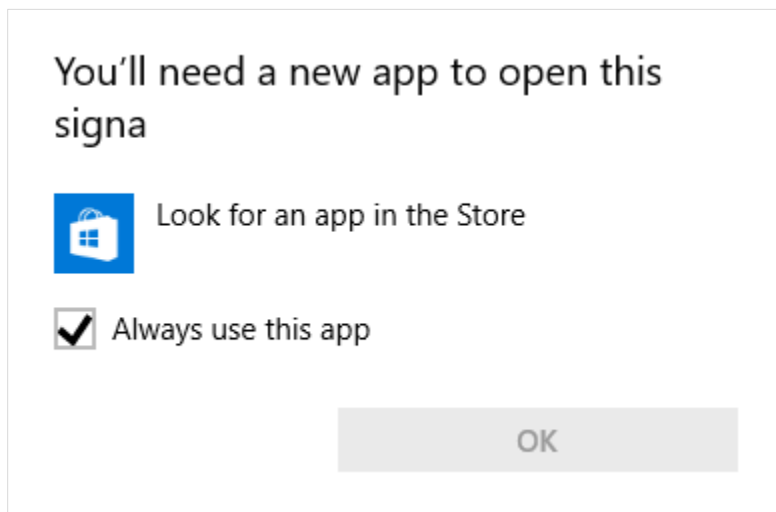 You’ll need a new app to open this
signa
Look for an app in the Store
Always use this app
OK